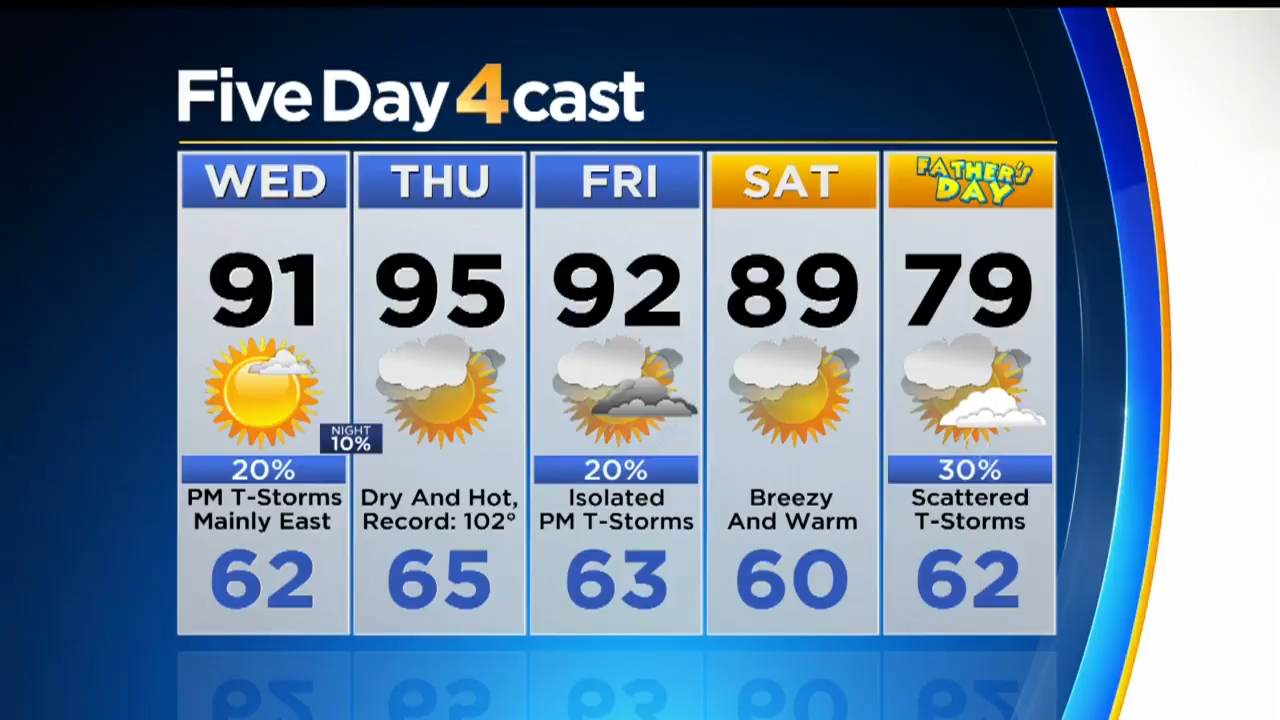 Five Day 4cast
WED THU FRI SAT FATHER'S DAY
91 95 92 89 79
NIGHT
10%
20% 20% 30%
PM T-Storms Dry And Hot, Isolated Breezy Scattered
Mainly East Record: 102° PM T-Storms And Warm T-Storms
62 65 63 60 62